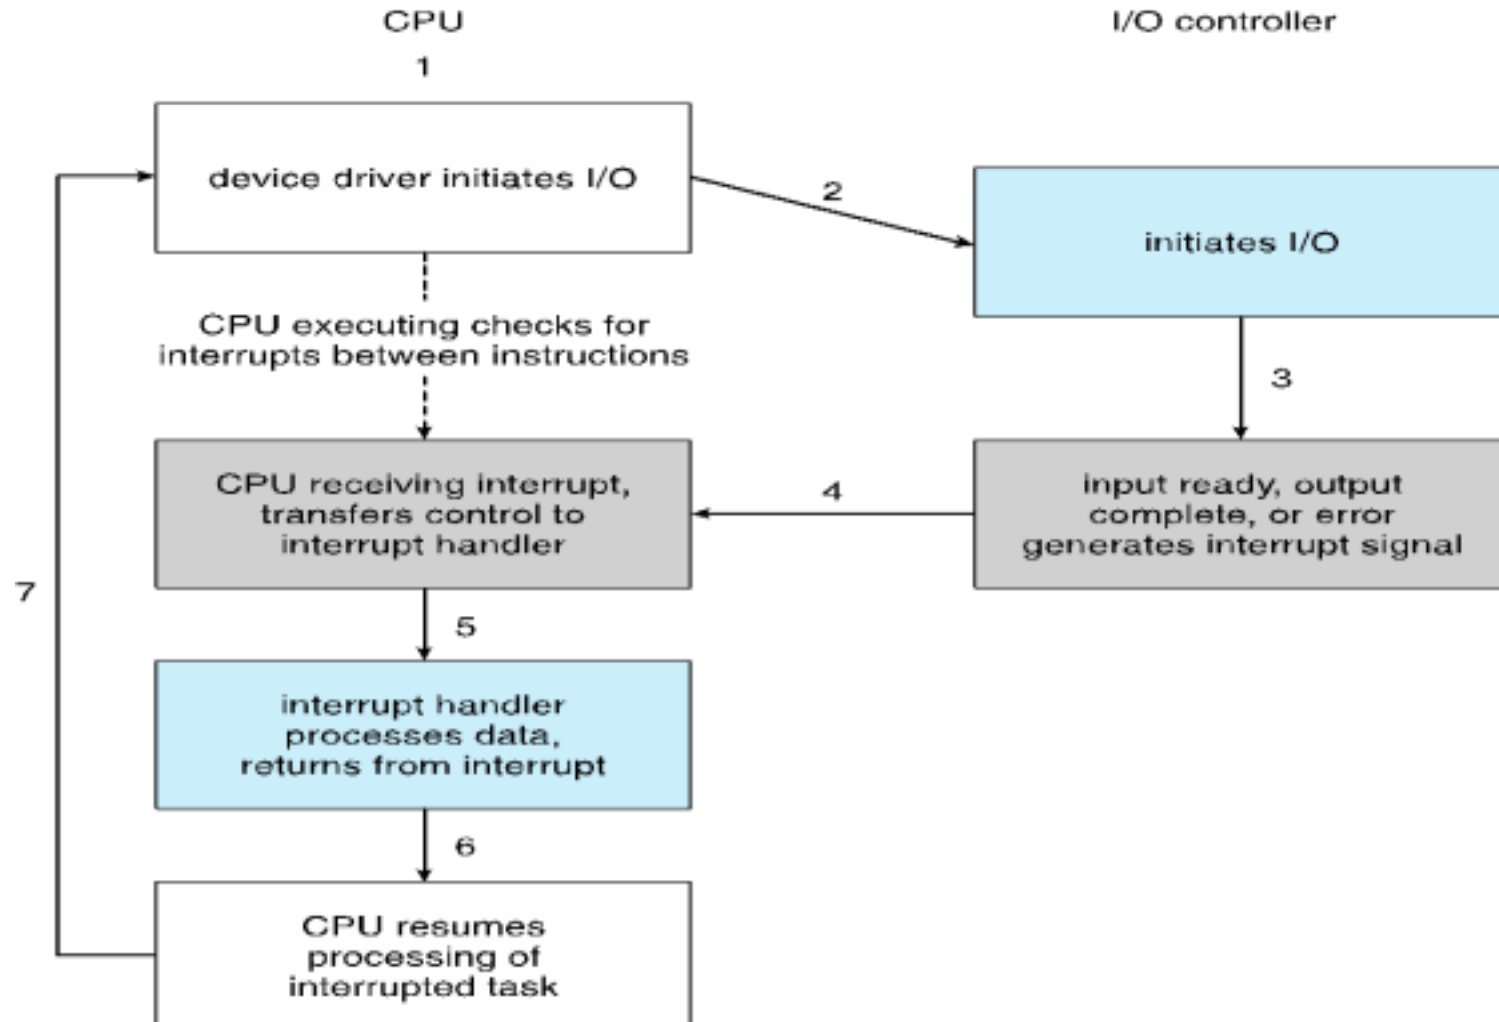 CPU
I/O controller
1
device driver initiates I/O
2
initiates I/O
CPU executing checks for
interrupts between instructions
3
CPU receiving interrupt,
transfers control to
interrupt handler
4
input ready, output
complete, or error
generates interrupt signal
7
5
interrupt handler
processes data,
returns from interrupt
6
CPU resumes
processing of
interrupted task